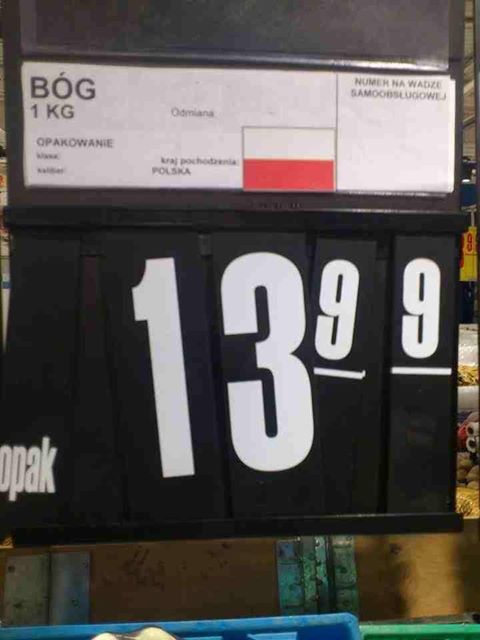 BÓG
1 KG
Odmiana:
NUMER NA WADZE
SAMOOBSŁUGOWEJ
OPAKOWANIE
klasa:
kaliber:
kraj pochodzenia:
POLSKA
13 99
opak